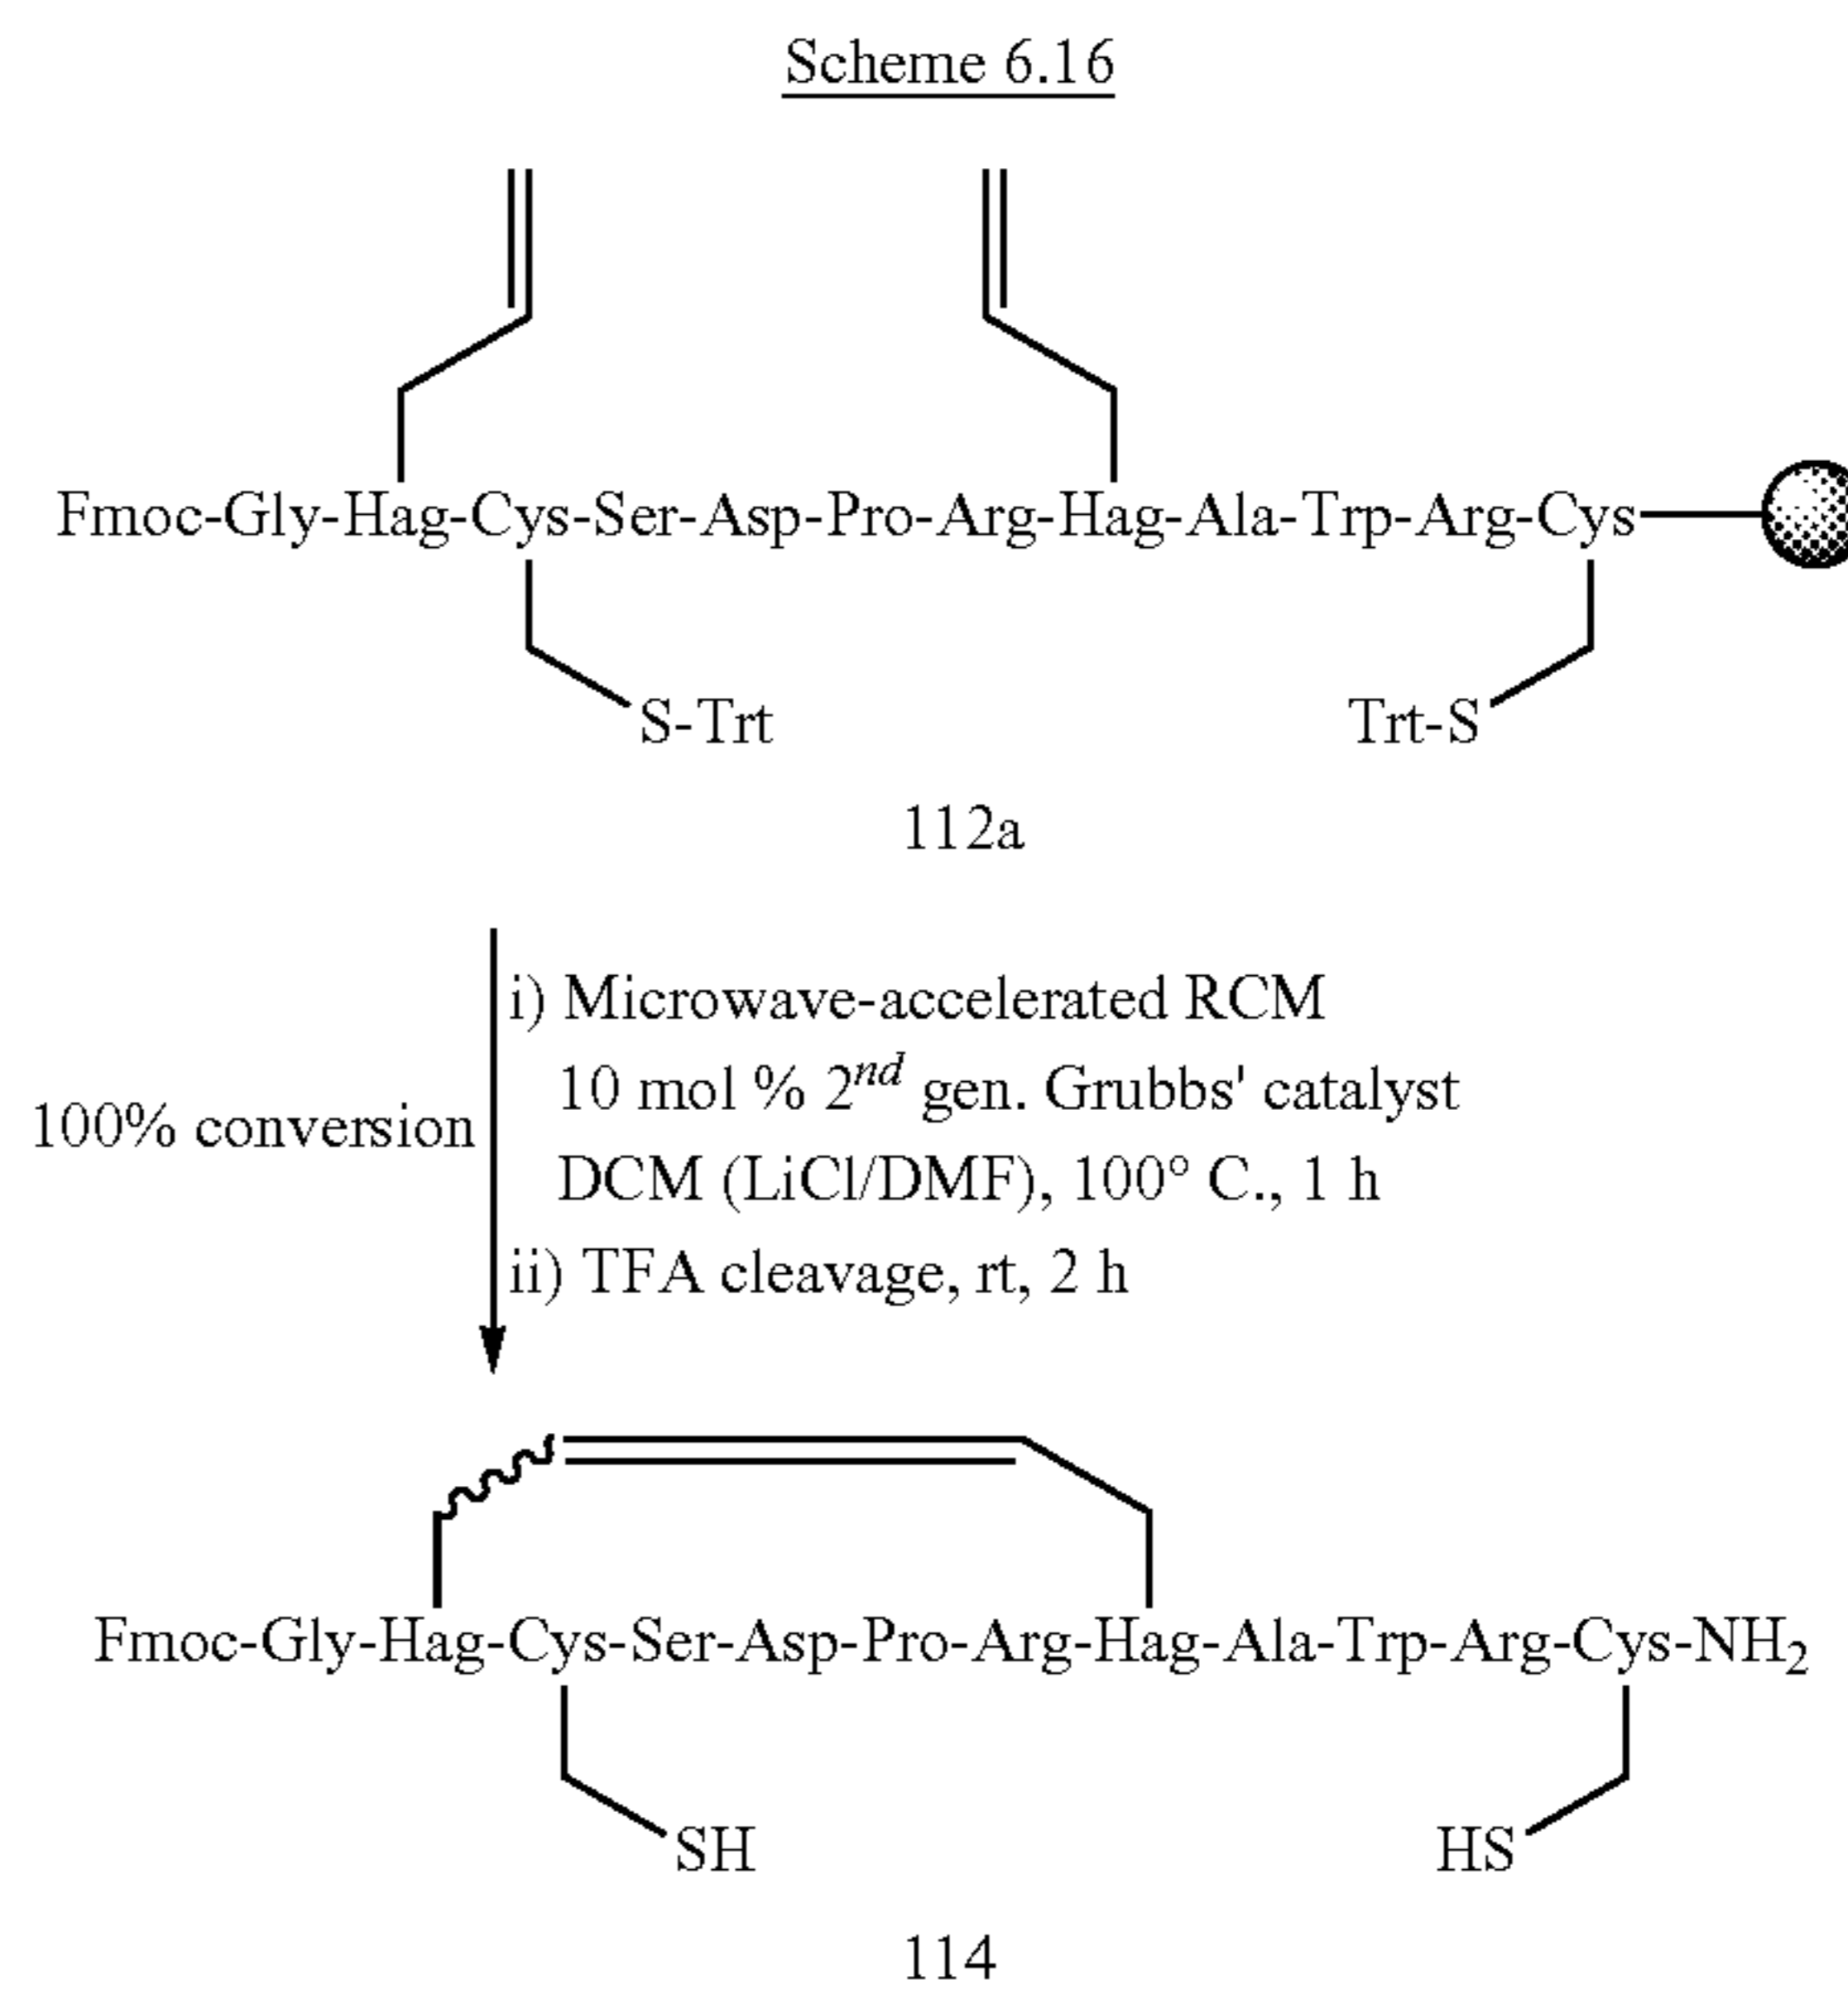 Scheme 6.16
Fmoc-Gly-Hag-Cys-Ser-Asp-Pro-Arg-Hag-Ala-Trp-Arg-Cys
S-Trt
Trt-S
112a
100% conversion
i) Microwave-accelerated RCM
10 mol % 2nd gen. Grubbs' catalyst
DCM (LiCl/DMF), 100° C., 1 h
ii) TFA cleavage, rt, 2 h
Fmoc-Gly-Hag-Cys-Ser-Asp-Pro-Arg-Hag-Ala-Trp-Arg-Cys-NH2
SH
HS
114